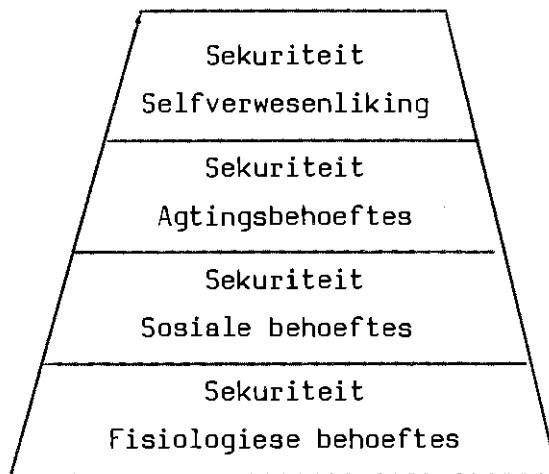 Sekuriteit
Selfverwesenliking
Sekuriteit
Agtingsbehoeftes
Sekuriteit
Sosiale behoeftes
Sekuriteit
Fisiologiese behoeftes